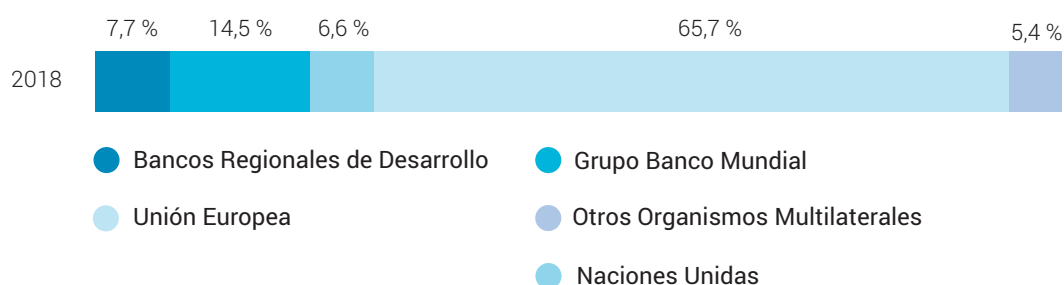 7,7 % 14,5 % 6,6 % 65,7 % 5,4 %
2018
Bancos Regionales de Desarrollo Grupo Banco Mundial
Unión Europea Otros Organismos Multilaterales
Naciones Unidas